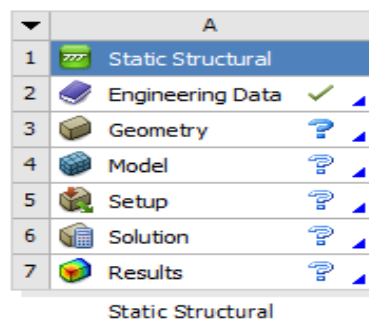 A
1 Static Structural
2 Engineering Data
3 Geometry ?
4 Model ?
5 Setup ?
6 Solution ?
7 Results ?
Static Structural